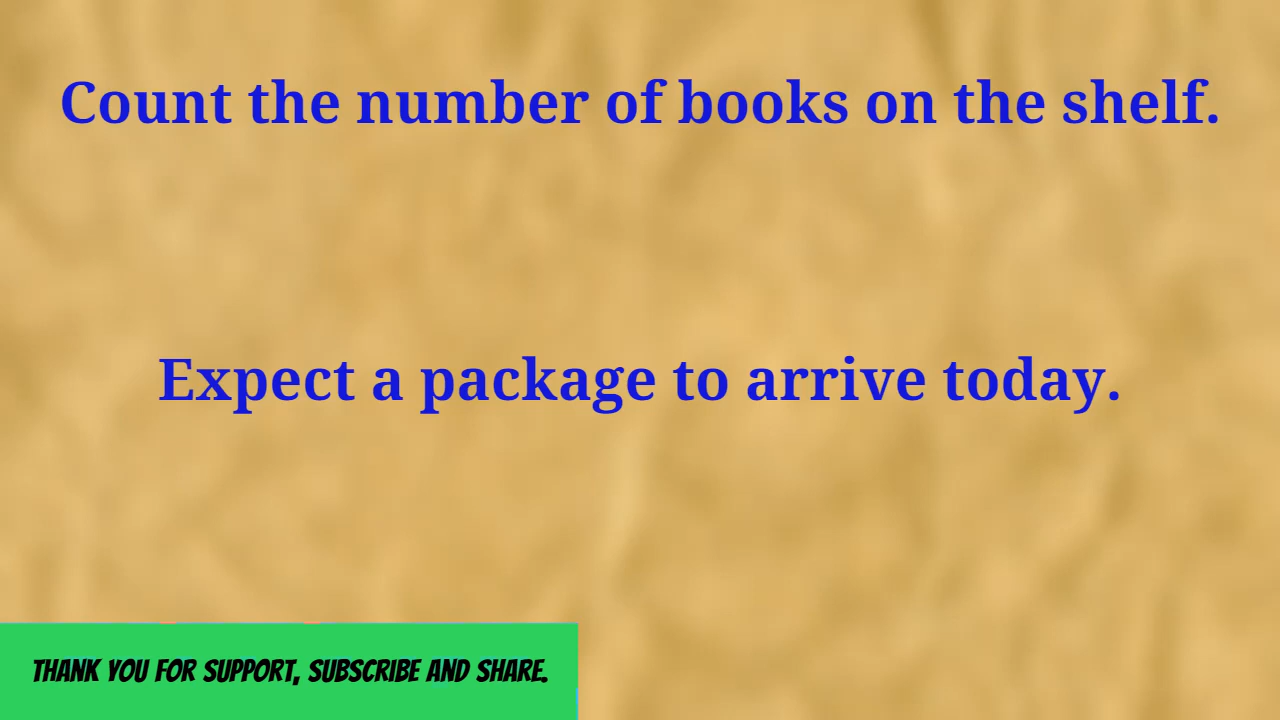 Count the number of books on the shelf.
Expect a package to arrive today.
THANK YOU FOR SUPPORT, SUBSCRIBE AND SHARE.